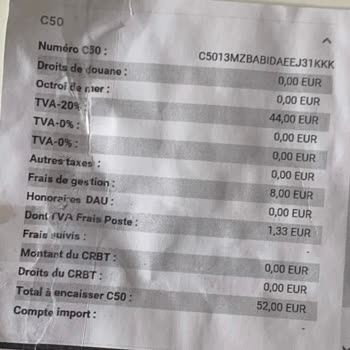 C50
Numéro C50 : C5013MZBABIDAEEJ31KKK
Droits de douane : 0,00 EUR
Octroi de mer : 0,00 EUR
TVA-20% : 44,00 EUR
TVA-0% : 0,00 EUR
TVA-0% : 0,00 EUR
Autres taxes : 0,00 EUR
Frais de gestion : 8,00 EUR
Honoraires DAU : 0,00 EUR
Dont TVA Frais Poste : 1,33 EUR
Frais suivis : -
Montant du CRBT : 0,00 EUR
Droits du CRBT : 0,00 EUR
Total à encaisser C50 : 52,00 EUR
Compte import : -